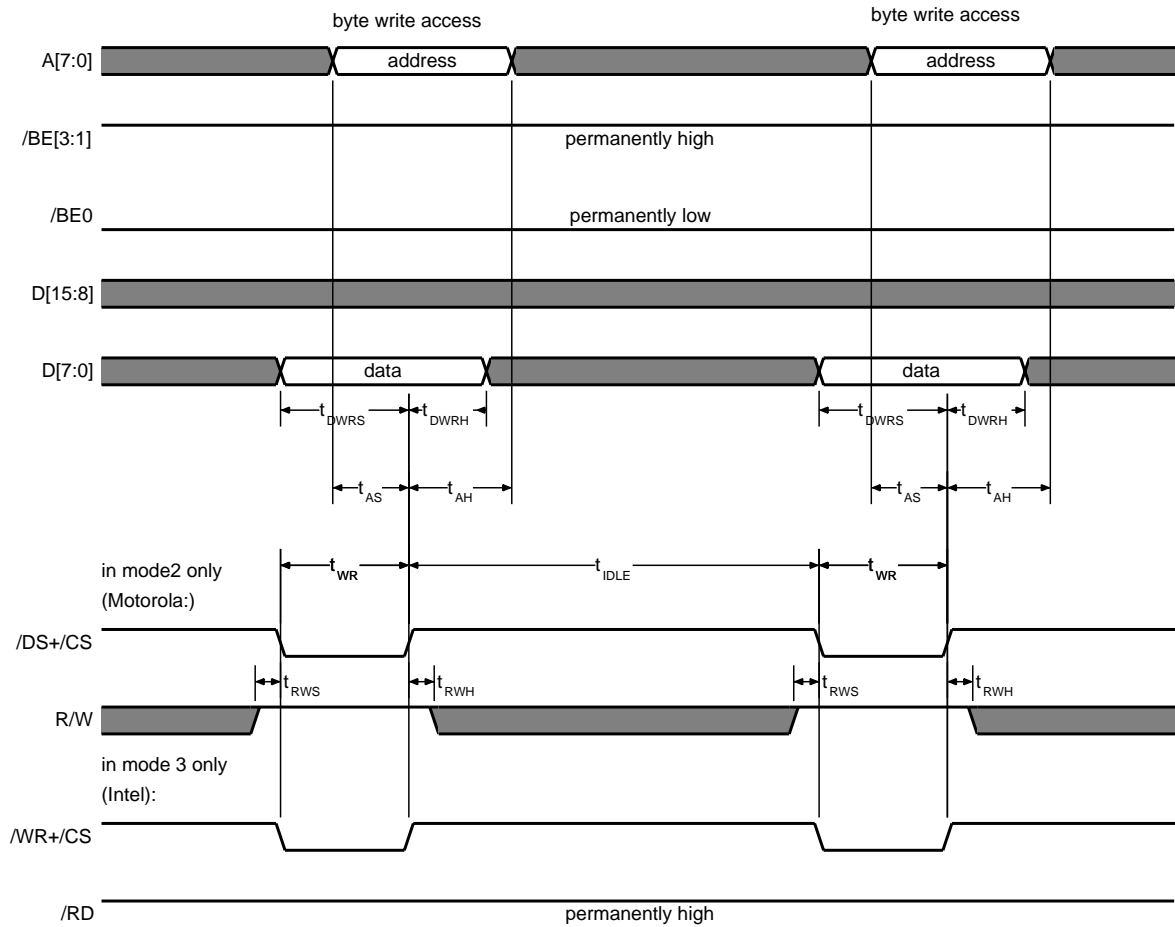 byte write access
byte write access
A[7:0]
address
address
/BE[3:1]
permanently high
/BE0
permanently low
D[15:8]
D[7:0]
data
data
tDWRS
tDWRH
tDWRS
tDWRH
tAS
tAH
tAS
tAH
in mode2 only
(Motorola:)
tWR
tIDLE
tWR
/DS+/CS
tRWS
tRWH
tRWS
tRWH
R/W
in mode 3 only
(Intel):
/WR+/CS
/RD
permanently high